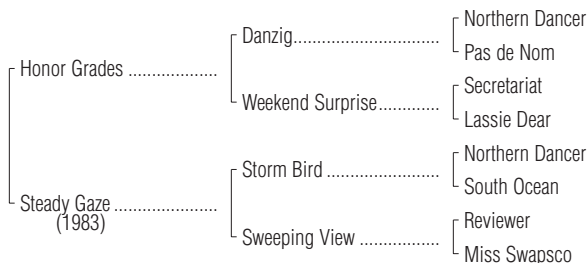 Northern Dancer
Danzig..............................
Pas de Nom
Honor Grades ..................
Secretariat
Weekend Surprise.............
Lassie Dear
Northern Dancer
Storm Bird .......................
South Ocean
Steady Gaze .....................
(1983)
Reviewer
Sweeping View ................
Miss Swapsco